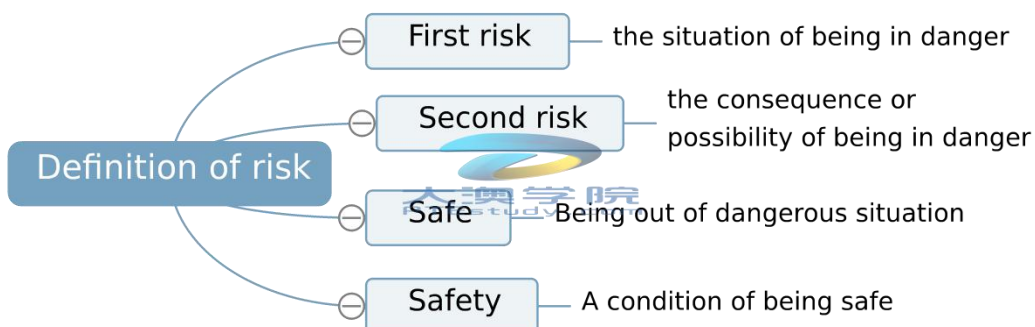 First risk
the situation of being in danger
Second risk
the consequence or
possibility of being in danger
Definition of risk
大澳学院
Safe
Being out of dangerous situation
Safety
A condition of being safe